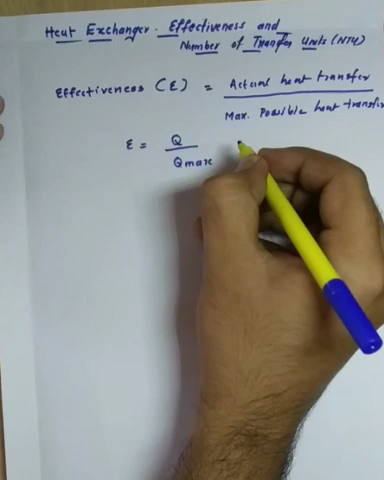 Heat Exchanger Effectiveness and
Number of Transfer Units (NTU)
Effectiveness (ε) = Actual heat transfer
Max. Possible heat transfer
ε = Q
Qmax